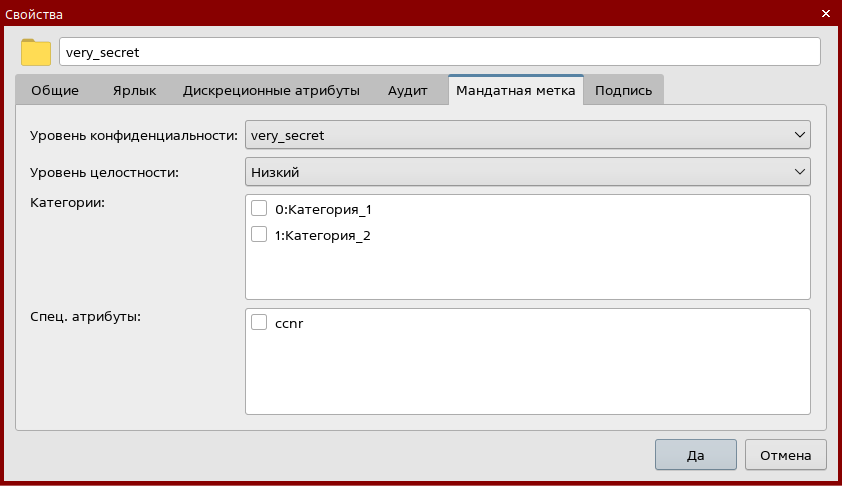 Свойства
very_secret
Общие Ярлык Дискреционные атрибуты Аудит Мандатная метка Подпись
Уровень конфиденциальности: very_secret
Уровень целостности: Низкий
Категории: 0:Категория_1
1:Категория_2
Спец. атрибуты: ccnr
Да Отмена